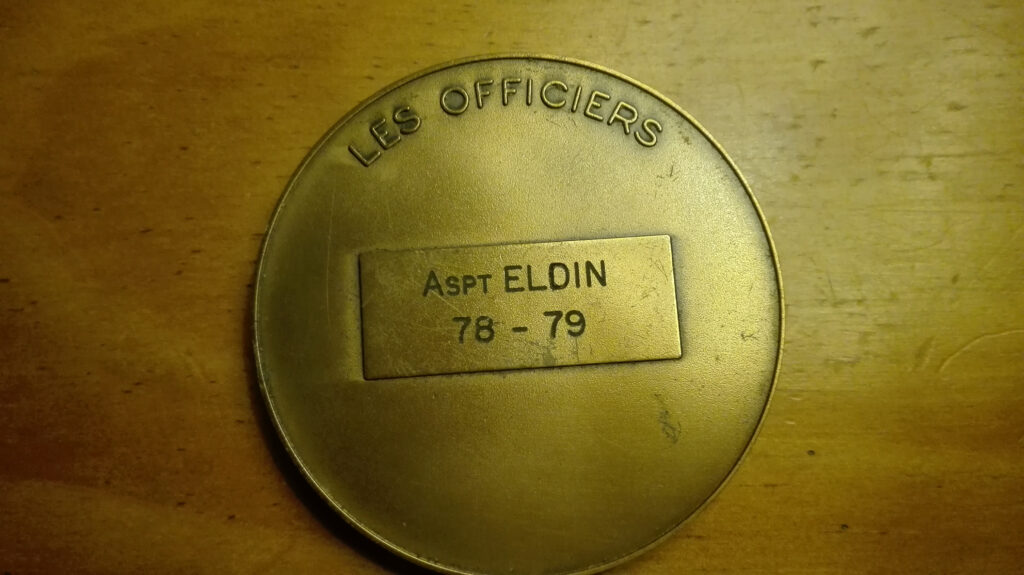 LES OFFICIERS
ASPT ELDIN
78 - 79